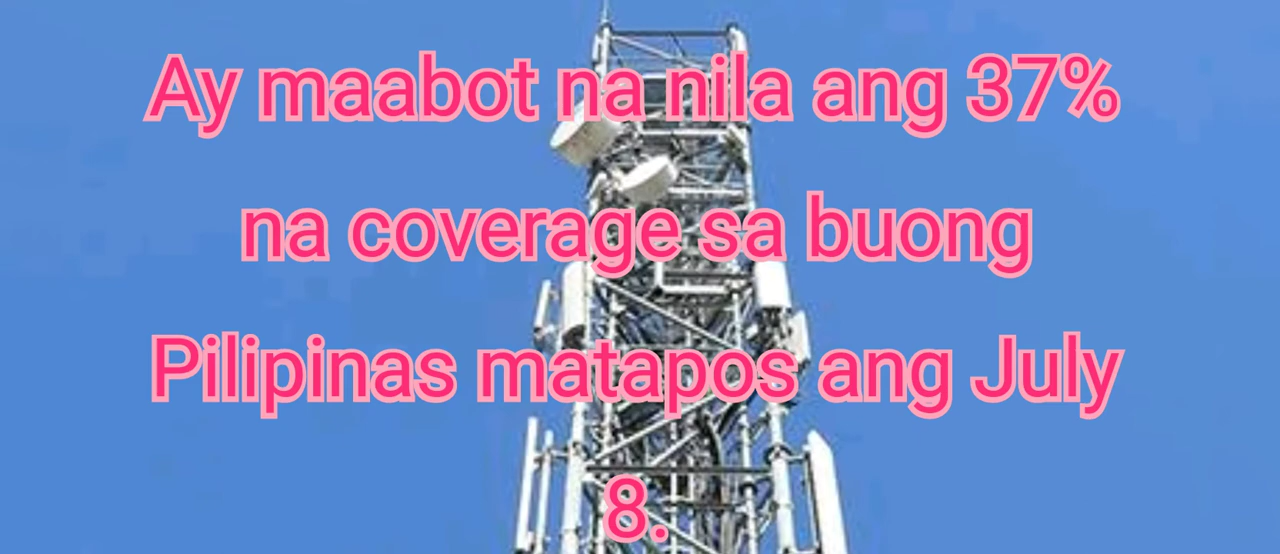 Ay maabot na nila ang 37%
na coverage sa buong
Pilipinas matapos ang July
8.